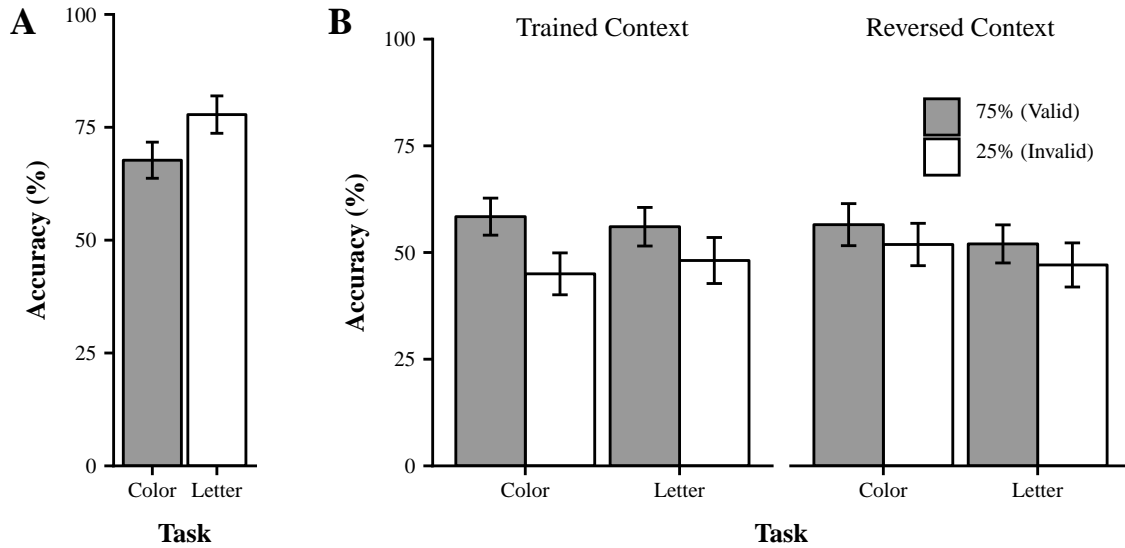 A
100
75
50
25
0
Accuracy (%)
Color Letter
Task
B
Trained Context Reversed Context
100
75
50
25
0
Accuracy (%)
75% (Valid)
25% (Invalid)
Color Letter Color Letter
Task